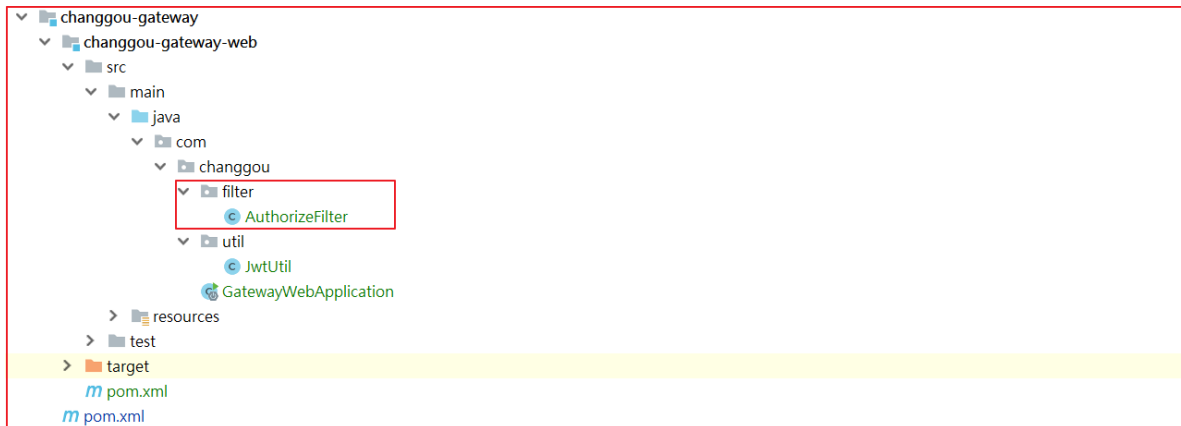 changgou-gateway
changgou-gateway-web
src
main
java
com
changgou
filter
C AuthorizeFilter
util
C JwtUtil
GatewayWebApplication
resources
test
target
m pom.xml
m pom.xml